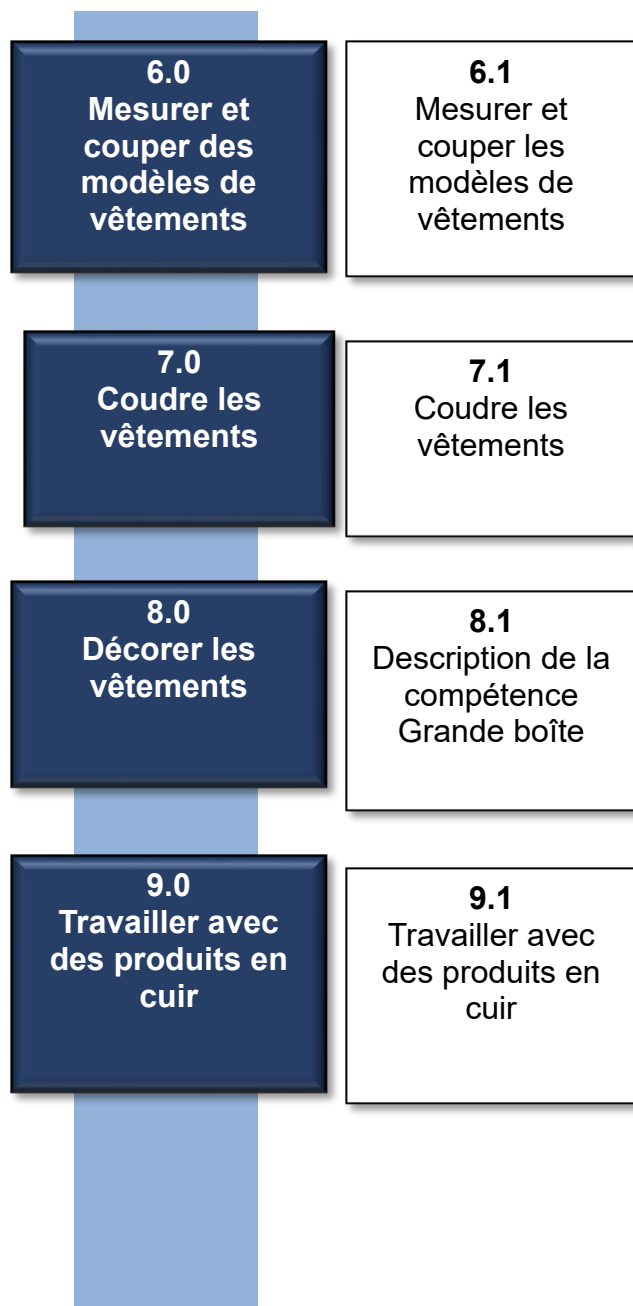 6.0
Mesurer et
couper des
modèles de
vêtements
6.1
Mesurer et
couper les
modèles de
vêtements
7.0
Coudre les
vêtements
7.1
Coudre les
vêtements
8.0
Décorer les
vêtements
8.1
Description de la
compétence
Grande boîte
9.0
Travailler avec
des produits en
cuir
9.1
Travailler avec
des produits en
cuir